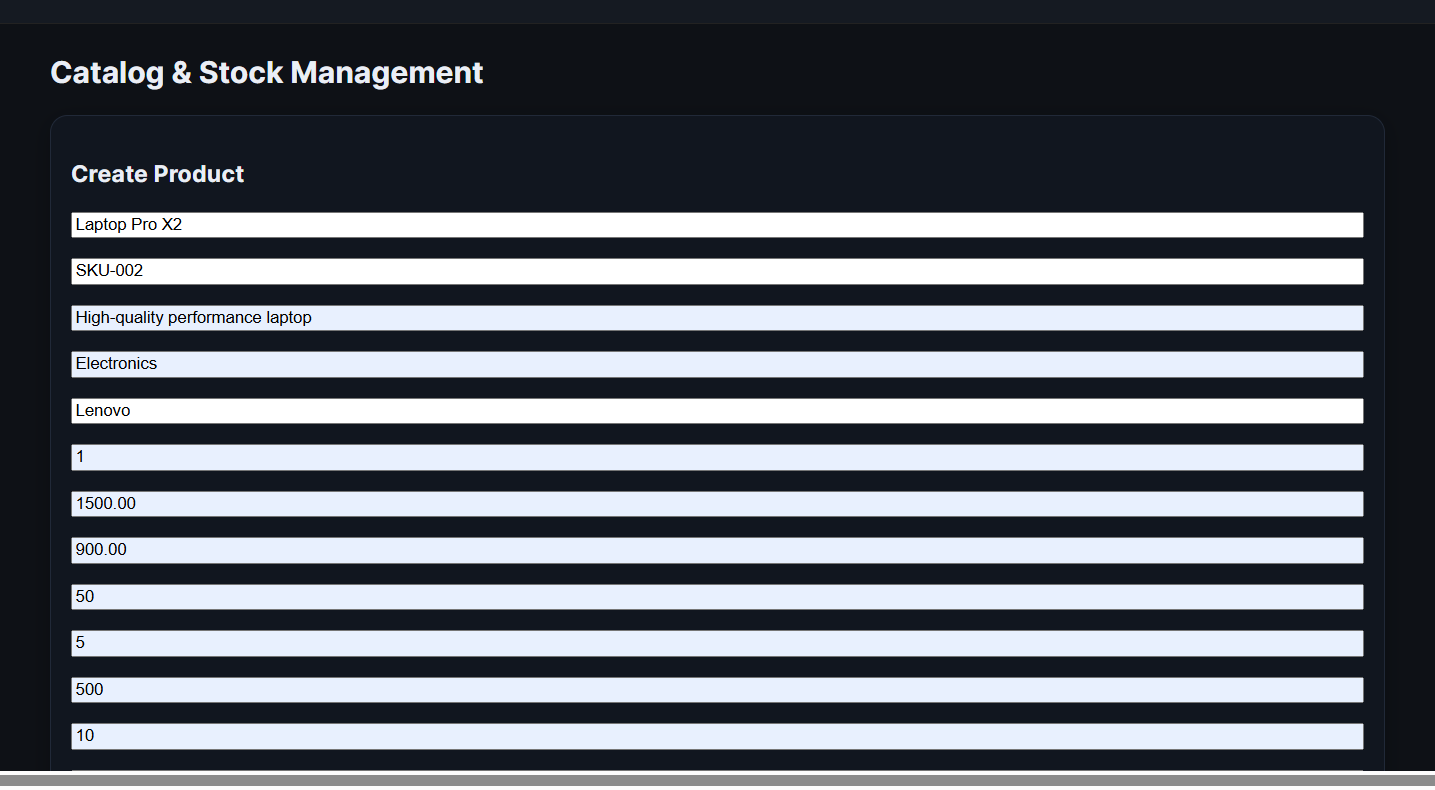 Catalog & Stock Management
Create Product
Laptop Pro X2
SKU-002
High-quality performance laptop
Electronics
Lenovo
1
1500.00
900.00
50
5
500
10